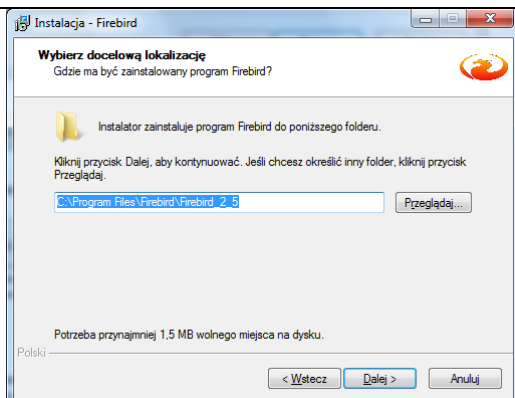 Instalacja - Firebird
Wybierz docelową lokalizację
Gdzie ma być zainstalowany program Firebird?
Instalator zainstaluje program Firebird do poniższego folderu.
Kliknij przycisk Dalej, aby kontynuować. Jeśli chcesz określić inny folder, kliknij przycisk
Przeglądaj.
C:\Program Files\Firebird\Firebird_2_5
Przeglądaj...
Potrzeba przynajmniej 1,5 MB wolnego miejsca na dysku.
Polski
< Wstecz Dalej > Anuluj